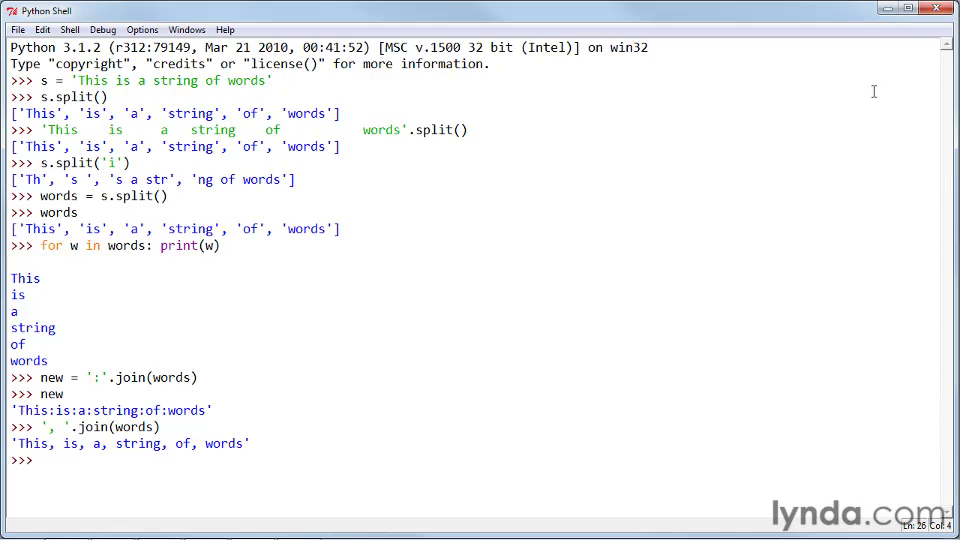 Python Shell
File Edit Shell Debug Options Windows Help
Python 3.1.2 (r312:79149, Mar 21 2010, 00:41:52) [MSC v.1500 32 bit (Intel)] on win32
Type "copyright", "credits" or "license()" for more information.
>>> s = 'This is a string of words'
>>> s.split()
['This', 'is', 'a', 'string', 'of', 'words']
>>> 'This    is     a   string    of           words'.split()
['This', 'is', 'a', 'string', 'of', 'words']
>>> s.split('i')
['Th', 's ', 's a str', 'ng of words']
>>> words = s.split()
>>> words
['This', 'is', 'a', 'string', 'of', 'words']
>>> for w in words: print(w)
This
is
a
string
of
words
>>> new = ':'.join(words)
>>> new
'This:is:a:string:of:words'
>>> ', '.join(words)
'This, is, a, string, of, words'
>>>
lynda.com
Ln: 26 Col: 4